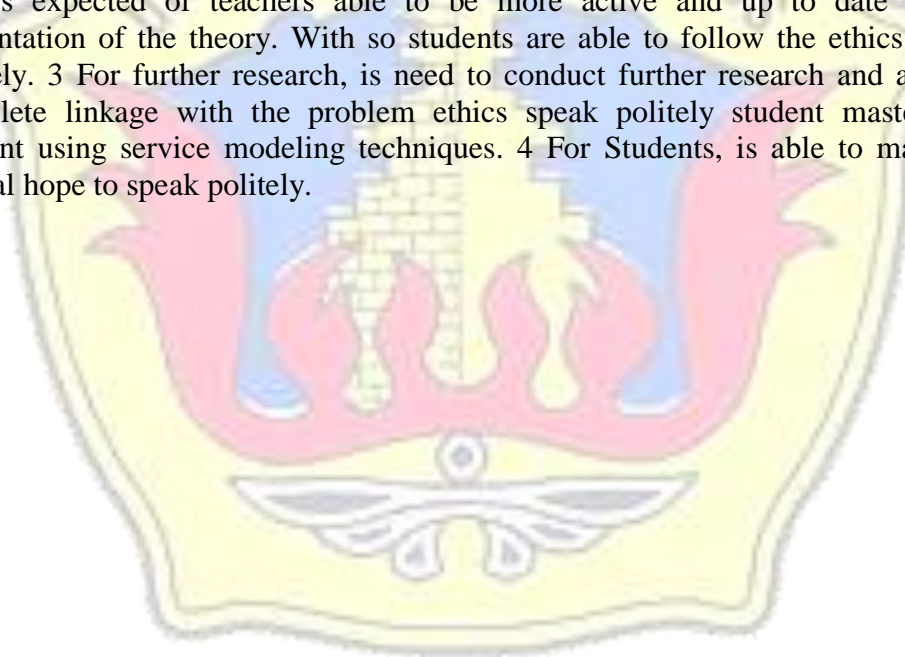 s expected of teachers able to be more active and up to date
ntation of the theory. With so students are able to follow the ethics
ely. 3 For further research, is need to conduct further research and a
lete linkage with the problem ethics speak politely student maste
nt using service modeling techniques. 4 For Students, is able to ma
al hope to speak politely.